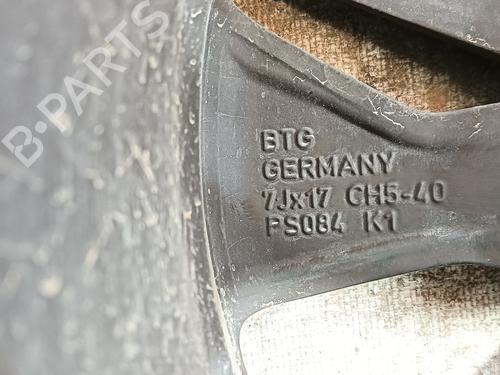 B-PARTS
BTG
GERMANY
7Jx17 CH5-40
PS084 K1